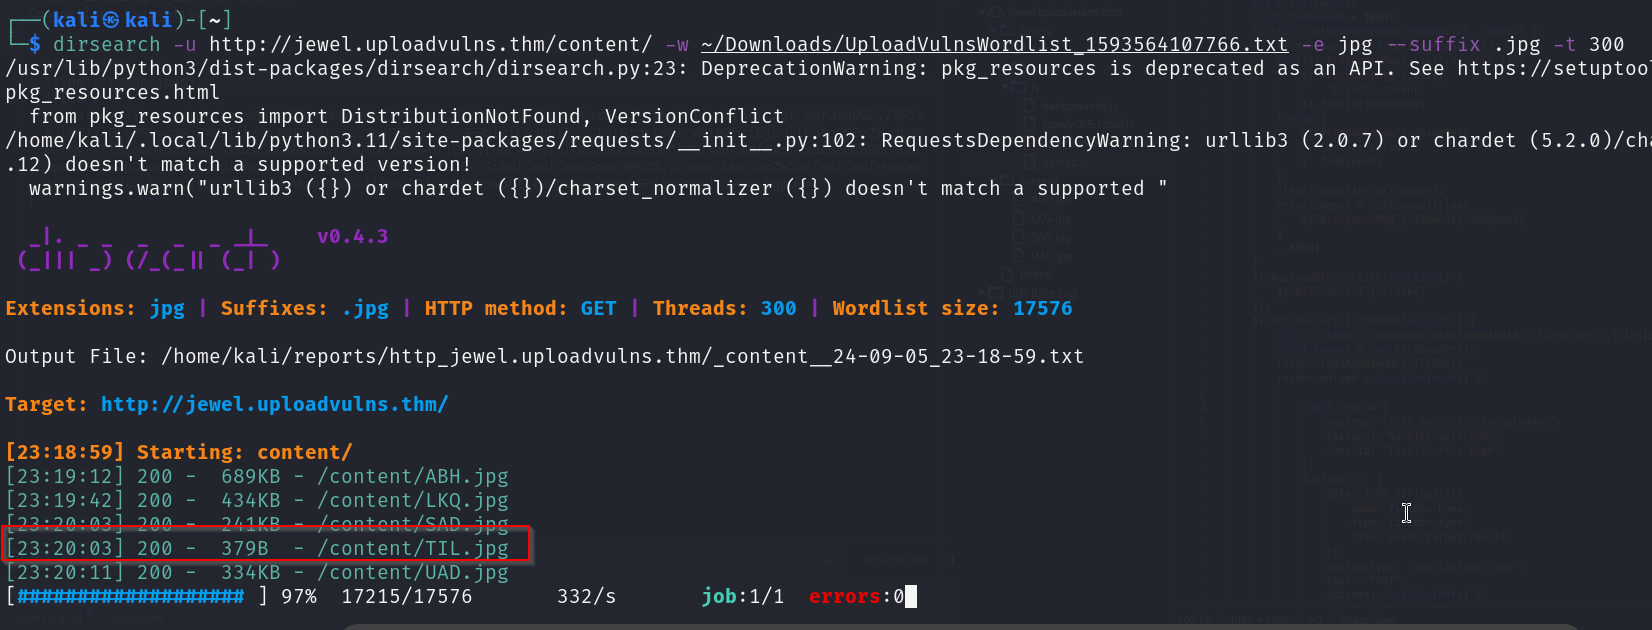 ┌──(kali㉿kali)-[~]
└─$ dirsearch -u http://jewel.uploadvulns.thm/content/ -w ~/Downloads/UploadVulnsWordlist_1593564107766.txt -e jpg --suffix .jpg -t 300
/usr/lib/python3/dist-packages/dirsearch/dirsearch.py:23: DeprecationWarning: pkg_resources is deprecated as an API. See https://setuptool
pkg_resources.html
  from pkg_resources import DistributionNotFound, VersionConflict
/home/kali/.local/lib/python3.11/site-packages/requests/__init__.py:102: RequestsDependencyWarning: urllib3 (2.0.7) or chardet (5.2.0)/cha
.12) doesn't match a supported version!
  warnings.warn("urllib3 ({}) or chardet ({})/charset_normalizer ({}) doesn't match a supported "
  _|. _ _  _  _  _ _|_    v0.4.3
 (_||| _) (/_(_|| (_| )
Extensions: jpg | Suffixes: .jpg | HTTP method: GET | Threads: 300 | Wordlist size: 17576
Output File: /home/kali/reports/http_jewel.uploadvulns.thm/_content__24-09-05_23-18-59.txt
Target: http://jewel.uploadvulns.thm/
[23:18:59] Starting: content/
[23:19:12] 200 -  689KB - /content/ABH.jpg
[23:19:42] 200 -  434KB - /content/LKQ.jpg
[23:20:03] 200 -  241KB - /content/SAD.jpg
[23:20:03] 200 -  379B  - /content/TIL.jpg
[23:20:11] 200 -  334KB - /content/UAD.jpg
[################### ] 97%  17215/17576       332/s       job:1/1  errors:0